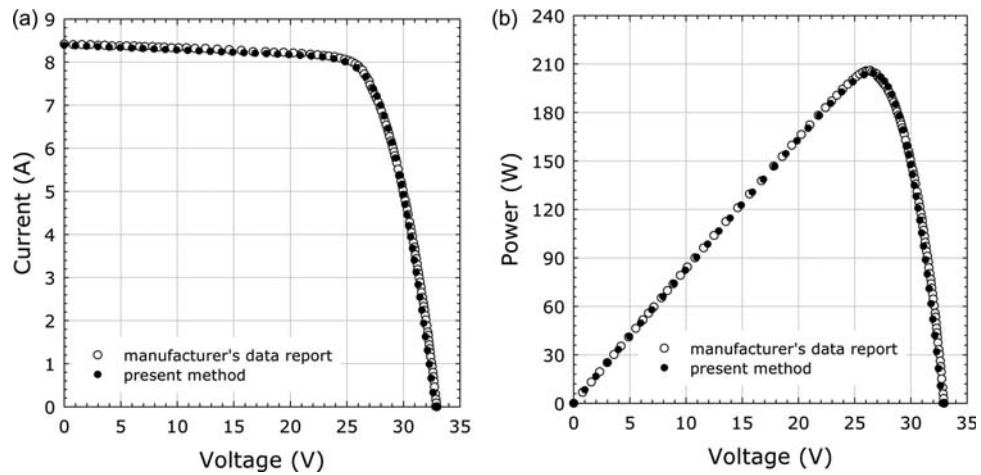 (a)
9
8
7
6
5
4
3
2
1
0
Current (A)
manufacturer's data report
present method
0 5 10 15 20 25 30 35
Voltage (V)
(b)
240
210
180
150
120
90
60
30
0
Power (W)
manufacturer's data report
present method
0 5 10 15 20 25 30 35
Voltage (V)